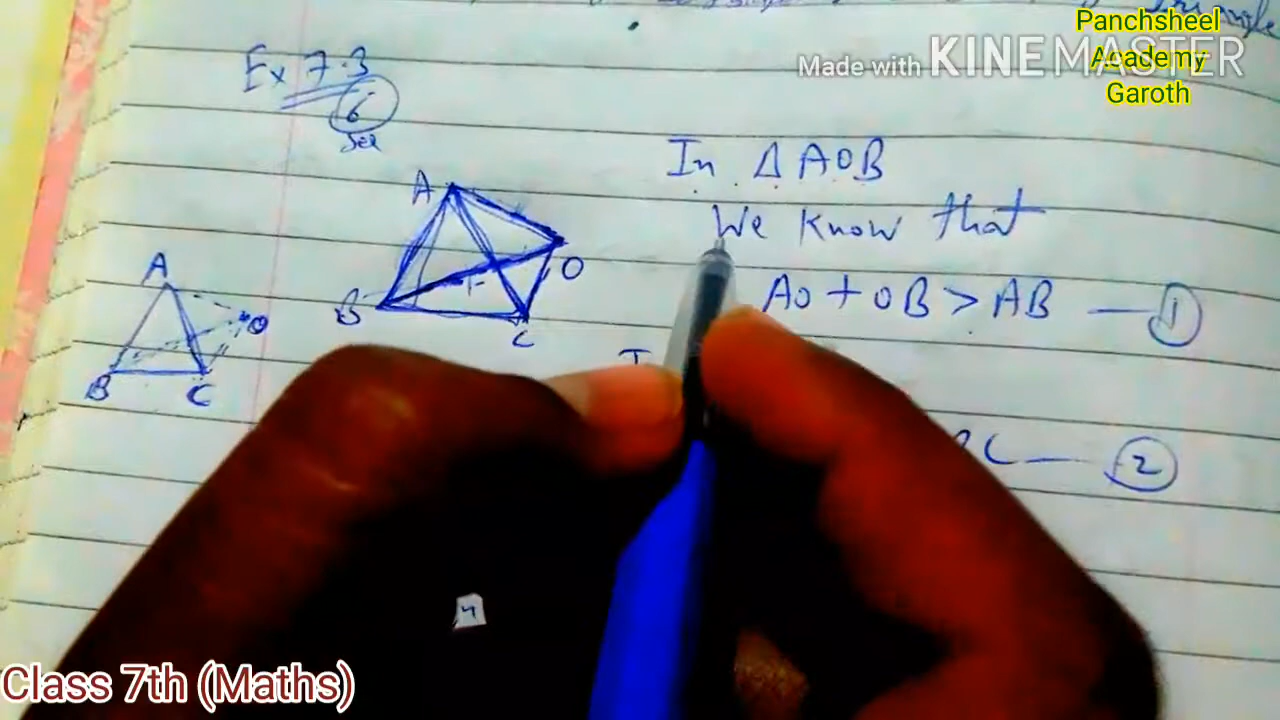 Panchsheel
Academy
Garoth
Made with KINEMASTER
Ex 7.3
6
In Δ AOB
We know that
AO + OB > AB — 1
C — 2
A
B
C
O
A
B
C
O
Class 7th (Maths)